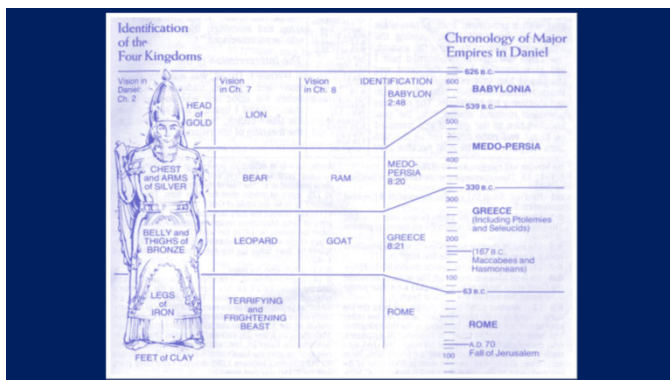 Identification
of the
Four Kingdoms
Chronology of Major
Empires in Daniel
Vision in
Daniel:
Ch. 2
Vision
in Ch. 7
Vision
in Ch. 8
IDENTIFICATION
HEAD
of
GOLD
LION
BABYLON
2:48
CHEST
and ARMS
of SILVER
BEAR
RAM
MEDO-
PERSIA
8:20
BELLY and
THIGHS of
BRONZE
LEOPARD
GOAT
GREECE
8:21
LEGS
of
IRON
TERRIFYING
and
FRIGHTENING
BEAST
ROME
FEET of CLAY
626 B.C.
600
BABYLONIA
539 B.C.
500
MEDO-PERSIA
400
330 B.C.
300
GREECE
(Including Ptolemies
and Seleucids)
200
(167 B.C.
Maccabees and
Hasmoneans)
100
63 B.C.
ROME
A.D. 70
100 Fall of Jerusalem